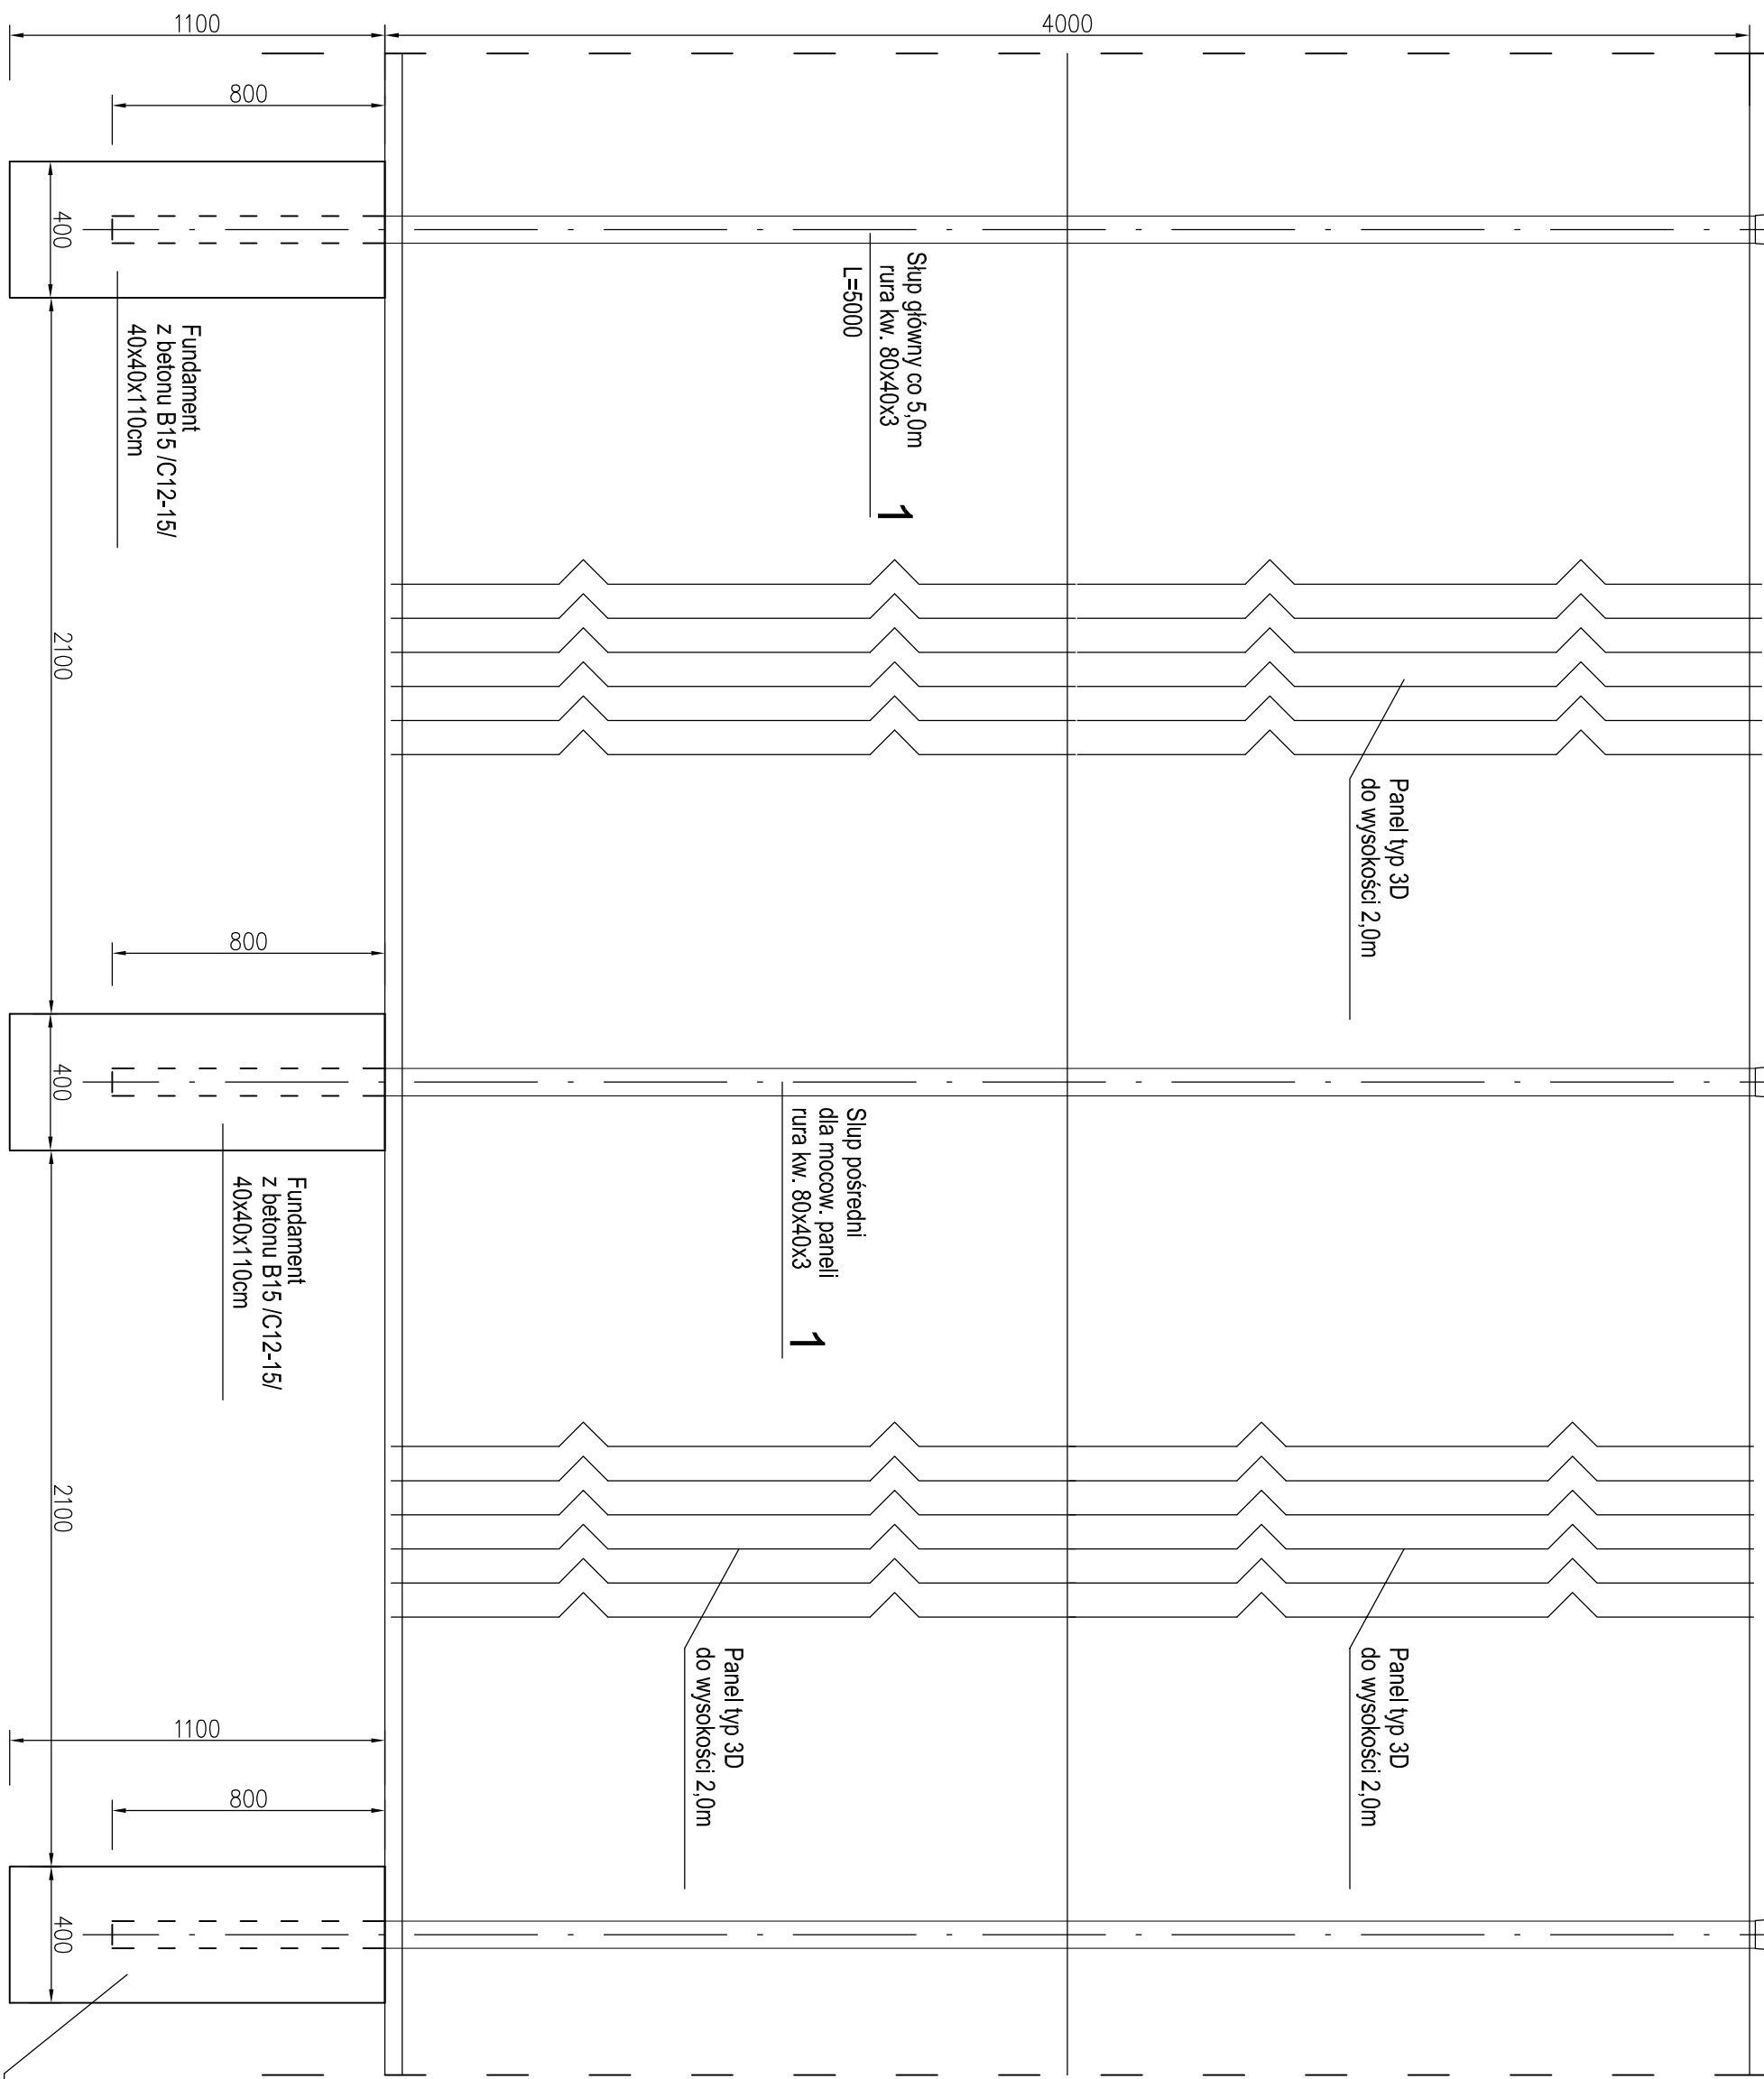 1100
4000
800
400
Słup główny co 5,0m
rura kw. 80x40x3
L=5000
1
Fundament
z betonu B15 /C12-15/
40x40x110cm
2100
Panel typ 3D
do wysokości 2,0m
800
400
Slup pośredni
dla mocow. paneli
rura kw. 80x40x3
1
Fundament
z betonu B15 /C12-15/
40x40x110cm
2100
Panel typ 3D
do wysokości 2,0m
Panel typ 3D
do wysokości 2,0m
1100
800
400